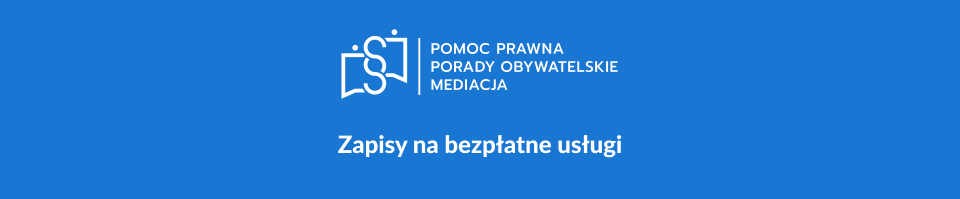 POMOC PRAWNA
PORADY OBYWATELSKIE
MEDIACJA
Zapisy na bezpłatne usługi